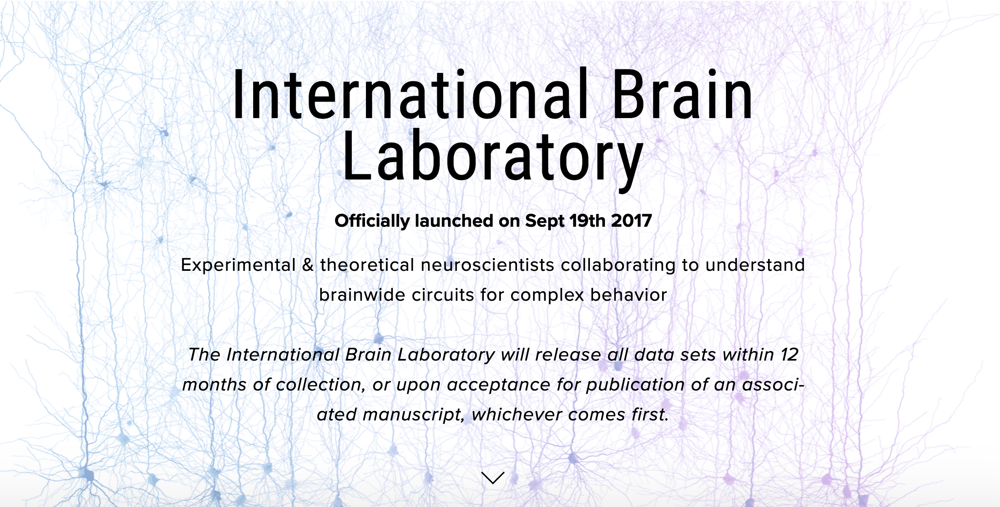 International Brain
Laboratory
Officially launched on Sept 19th 2017
Experimental & theoretical neuroscientists collaborating to understand
brainwide circuits for complex behavior
The International Brain Laboratory will release all data sets within 12
months of collection, or upon acceptance for publication of an associ-
ated manuscript, whichever comes first.